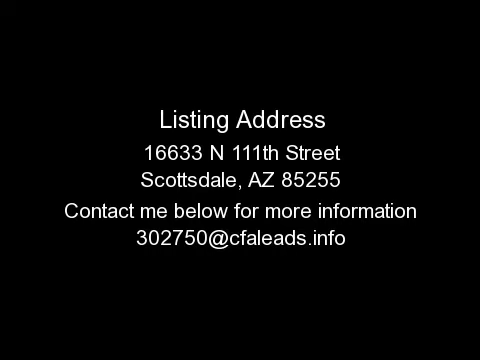 Listing Address
16633 N 111th Street
Scottsdale, AZ 85255
Contact me below for more information
302750@cfaleads.info